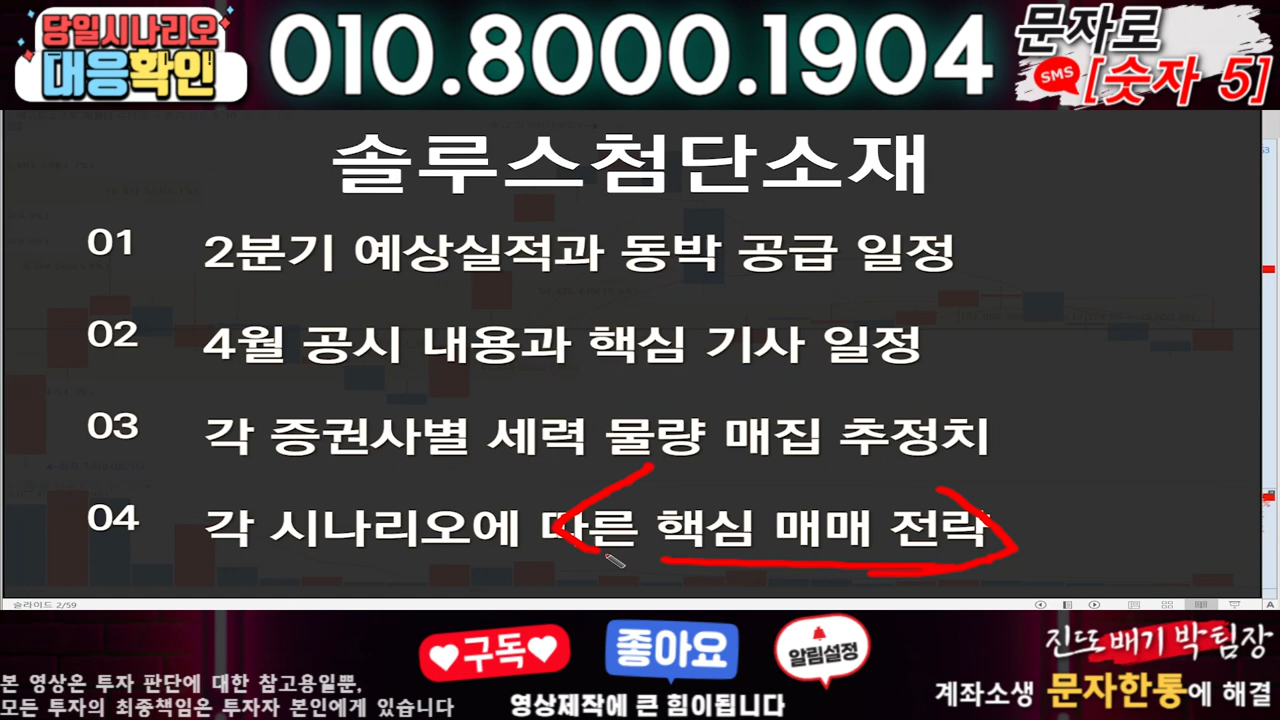 당일시나리오
대응확인
010.8000.1904
문자로
SMS
[숫자 5]
솔루스첨단소재
01 2분기 예상실적과 동박 공급 일정
02 4월 공시 내용과 핵심 기사 일정
03 각 증권사별 세력 물량 매집 추정치
04 각 시나리오에 따른 핵심 매매 전략
슬라이드 2/59
구독
좋아요
알림설정
영상제작에 큰 힘이됩니다
본 영상은 투자 판단에 대한 참고용일뿐,
모든 투자의 최종책임은 투자자 본인에게 있습니다
진또배기 박팀장
계좌소생 문자한통에 해결